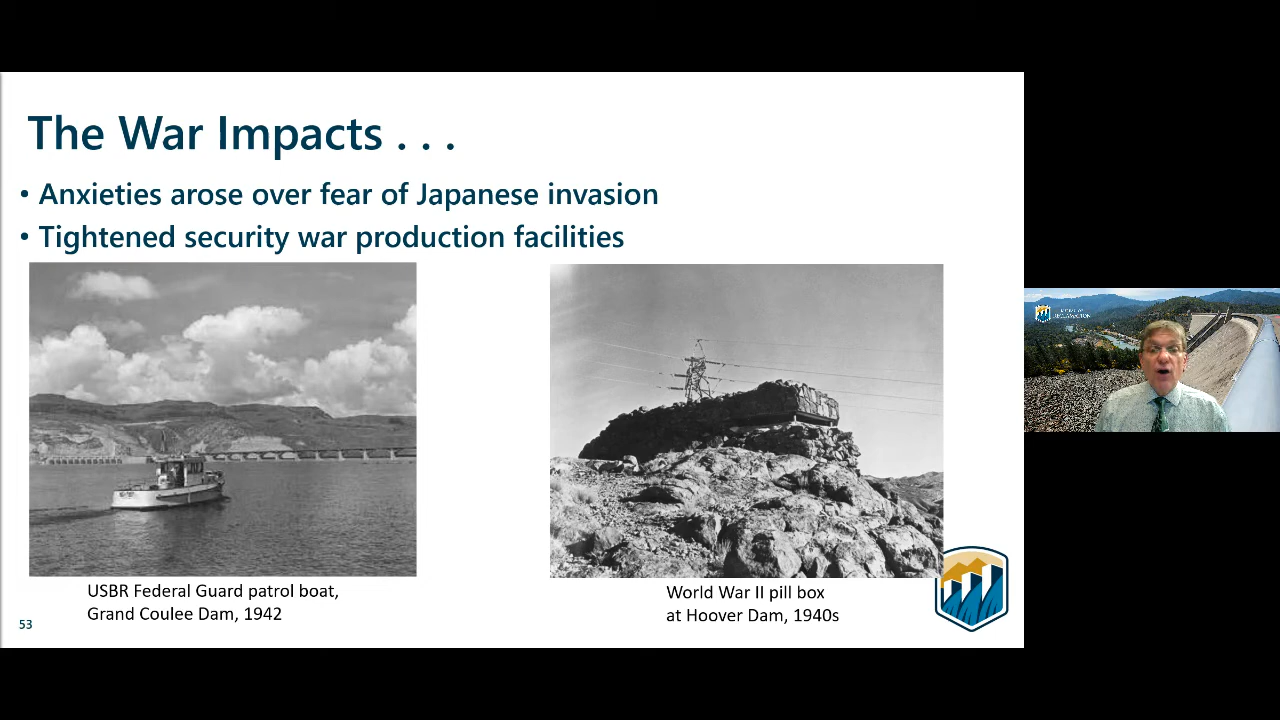 The War Impacts . . .
• Anxieties arose over fear of Japanese invasion
• Tightened security war production facilities
USBR Federal Guard patrol boat,
Grand Coulee Dam, 1942
World War II pill box
at Hoover Dam, 1940s
53
RECLAMATION